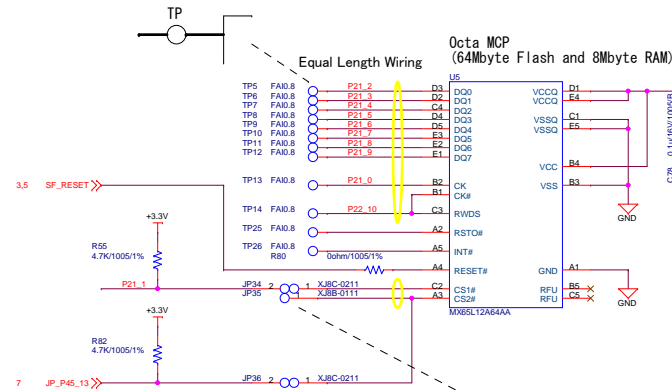 TP
Octa MCP
(64Mbyte Flash and 8Mbyte RAM)
Equal Length Wiring
U5
TP5 FAI0.8 P21_2 D3 DQ0 VCCQ D1
TP6 FAI0.8 P21_3 D2 DQ1 VCCQ E4
TP7 FAI0.8 P21_4 C4 DQ2
TP8 FAI0.8 P21_5 D4 DQ3 VSSQ C1
TP9 FAI0.8 P21_6 D5 DQ4 VSSQ E5
TP10 FAI0.8 P21_7 E3 DQ5
TP11 FAI0.8 P21_8 E2 DQ6
TP12 FAI0.8 P21_9 E1 DQ7
VCC B4
TP13 FAI0.8 P21_0 B2 CK VSS B3
B1 CK#
TP14 FAI0.8 P22_10 C3 RWDS
GND
TP25 FAI0.8 A2 RSTO#
TP26 FAI0.8 A5 INT#
3,5 SF_RESET
+3.3V
R55
4.7K/1005/1%
R80 0ohm/1005/1% A4 RESET# GND A1
P21_1 JP34 2 1 XJ8C-0211 C2 CS1# RFU B5
JP35 1 XJ8B-0111 A3 CS2# RFU C5
GND
MX65L12A64AA
+3.3V
R82
4.7K/1005/1%
7 JP_P45_13 JP36 2 1 XJ8C-0211